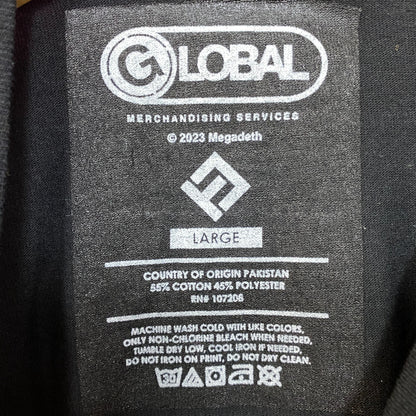 GLOBAL
MERCHANDISING SERVICES
© 2023 Megadeth
LARGE
COUNTRY OF ORIGIN PAKISTAN
55% COTTON 45% POLYESTER
RN# 107208
MACHINE WASH COLD WITH LIKE COLORS,
ONLY NON-CHLORINE BLEACH WHEN NEEDED.
TUMBLE DRY LOW, COOL IRON IF NEEDED,
DO NOT IRON ON PRINT, DO NOT DRY CLEAN.
30